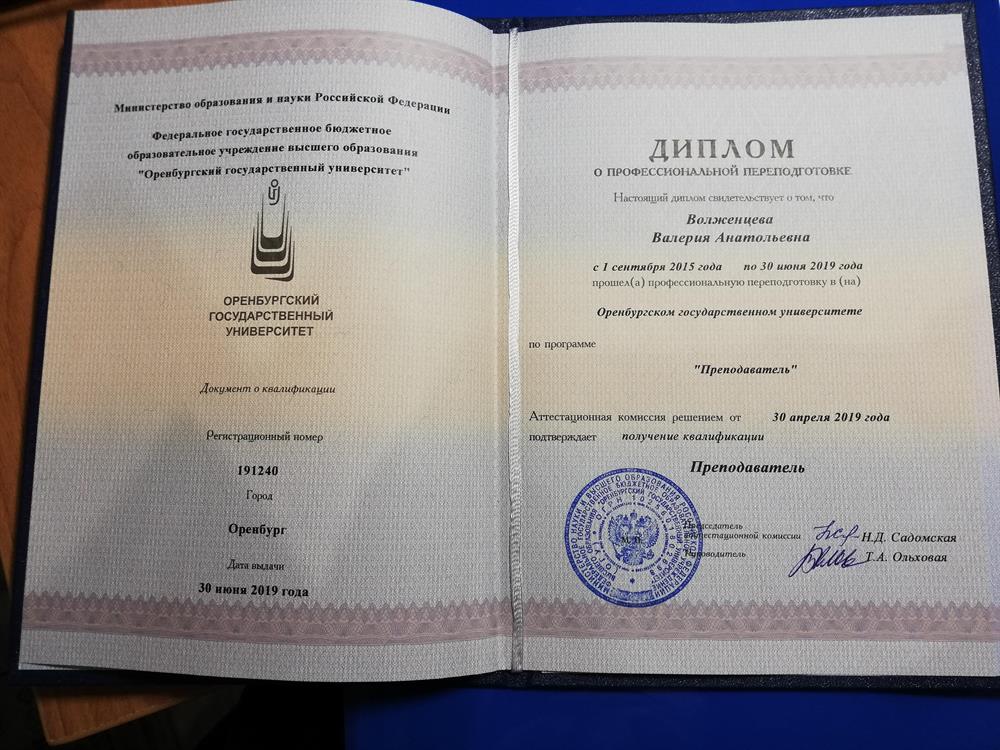 Министерство образования и науки Российской Федерации
Федеральное государственное бюджетное
образовательное учреждение высшего образования
"Оренбургский государственный университет"
ОРЕНБУРГСКИЙ
ГОСУДАРСТВЕННЫЙ
УНИВЕРСИТЕТ
Документ о квалификации
Регистрационный номер
191240
Город
Оренбург
Дата выдачи
30 июня 2019 года
ДИПЛОМ
О ПРОФЕССИОНАЛЬНОЙ ПЕРЕПОДГОТОВКЕ
Настоящий диплом свидетельствует о том, что
Волженцева
Валерия Анатольевна
с 1 сентября 2015 года по 30 июня 2019 года
прошел(а) профессиональную переподготовку в (на)
Оренбургском государственном университете
по программе
"Преподаватель"
Аттестационная комиссия решением от 30 апреля 2019 года
подтверждает получение квалификации
Преподаватель
Председатель
аттестационной комиссии Н.Д. Садомская
Руководитель Т.А. Ольховая
М.П.